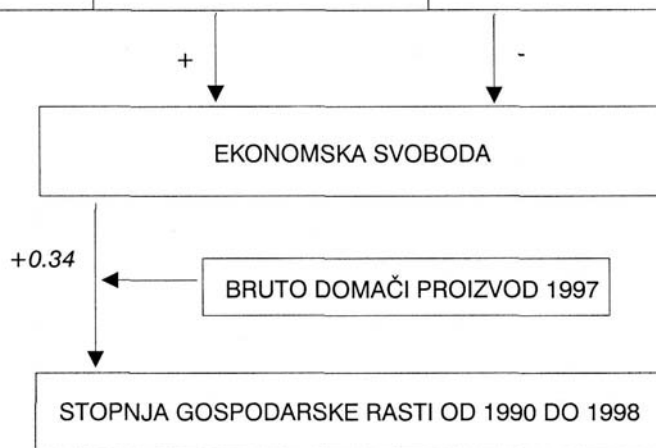 + -
EKONOMSKA SVOBODA
+0.34
BRUTO DOMAČI PROIZVOD 1997
STOPNJA GOSPODARSKE RASTI OD 1990 DO 1998